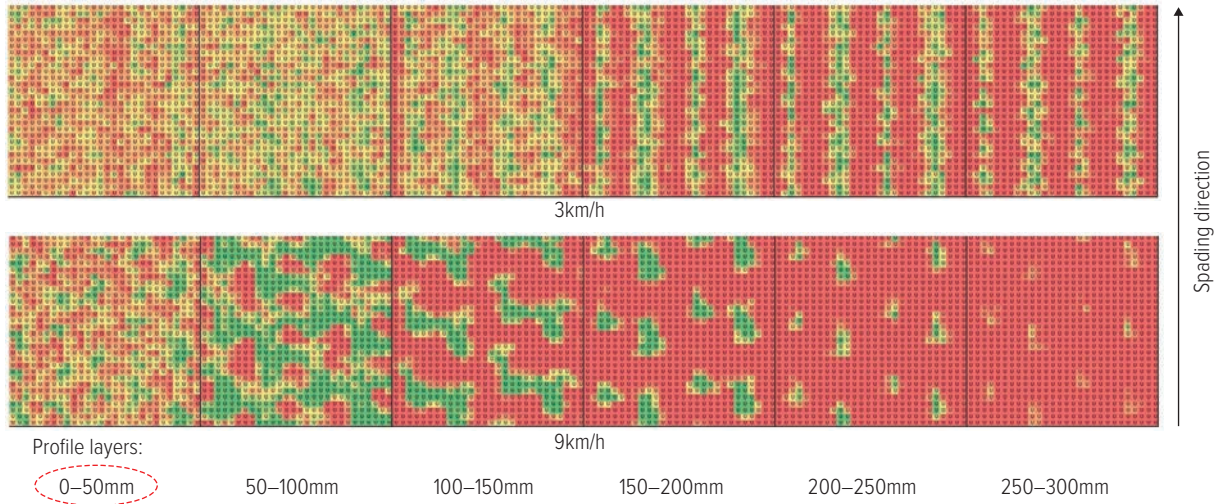 3km/h
Spading direction
9km/h
Profile layers:
0–50mm 50–100mm 100–150mm 150–200mm 200–250mm 250–300mm